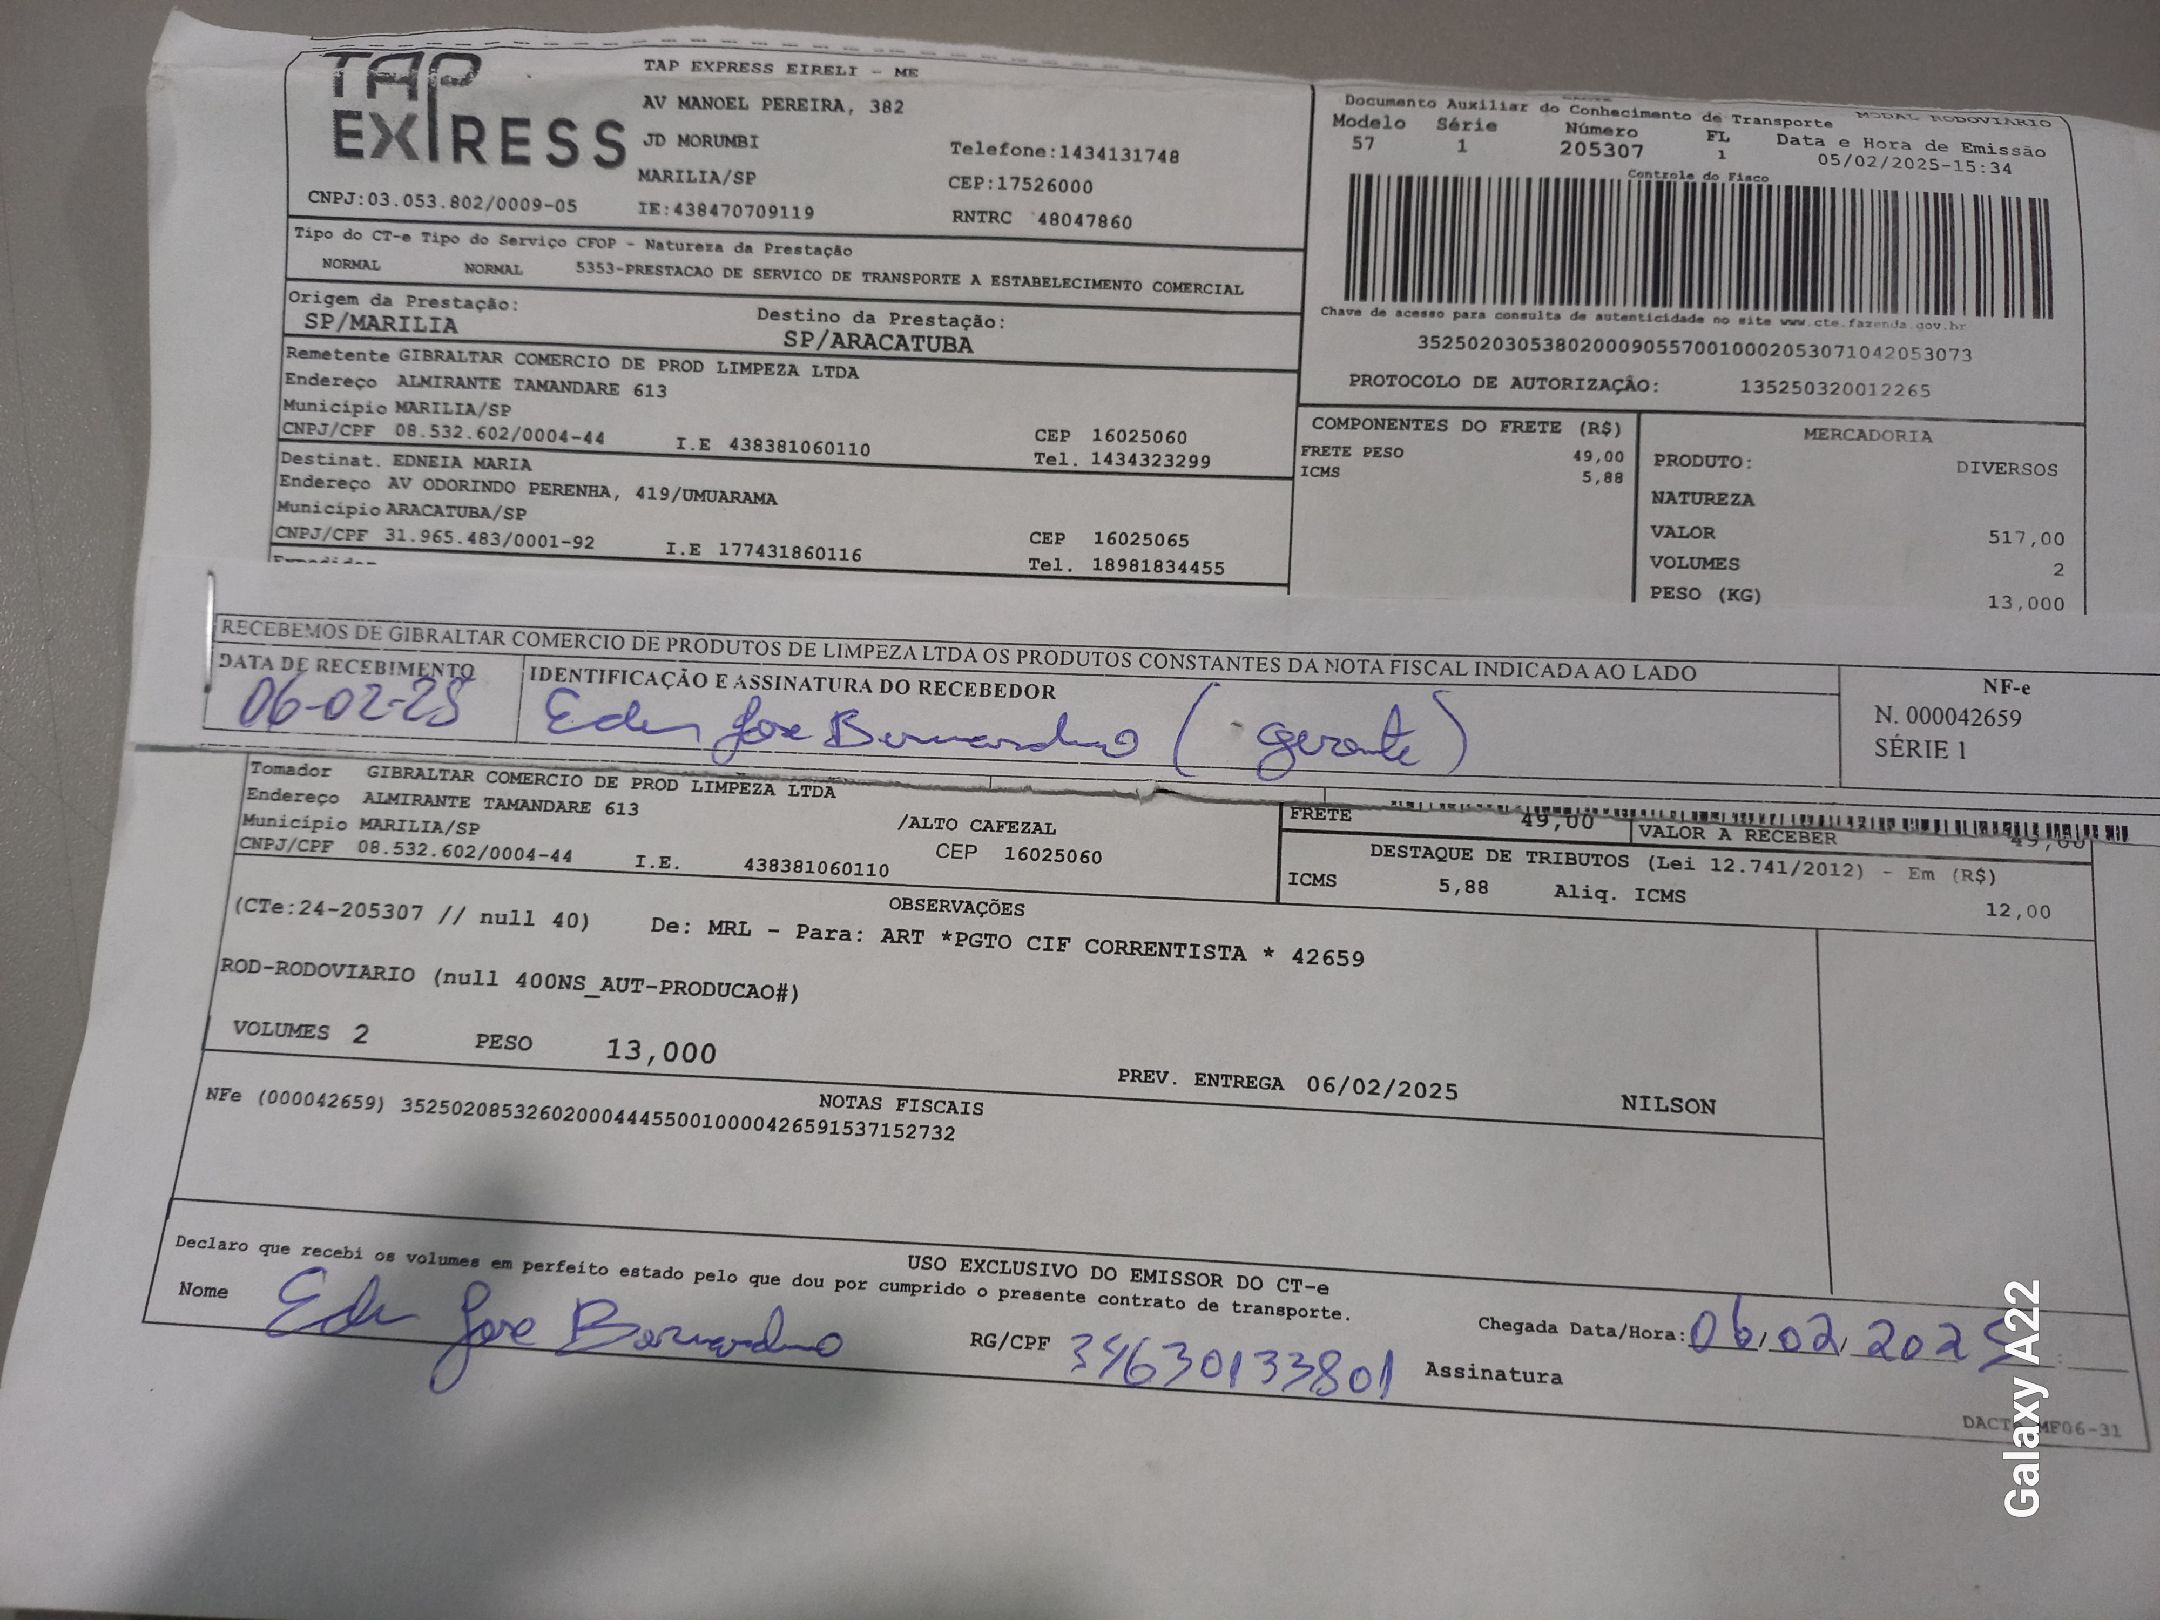 TAP EXPRESS
TAP EXPRESS EIRELI - ME
AV MANOEL PEREIRA, 382
JD MORUMBI
Telefone:1434131748
MARILIA/SP
CEP:17526000
CNPJ:03.053.802/0009-05
IE:438470709119
RNTRC 48047860
Documento Auxiliar do Conhecimento de Transporte MODAL RODOVIÁRIO
Modelo Série Número FL Data e Hora de Emissão
57 1 205307 1 05/02/2025-15:34
Controle do Fisco
Chave de acesso para consulta de autenticidade no site www.cte.fazenda.gov.br
35250203053802000905570010002053071042053073
PROTOCOLO DE AUTORIZAÇÃO: 135250320012265
Tipo do CT-e Tipo do Serviço CFOP - Natureza da Prestação
NORMAL NORMAL 5353-PRESTACAO DE SERVICO DE TRANSPORTE A ESTABELECIMENTO COMERCIAL
Origem da Prestação: Destino da Prestação:
SP/MARILIA SP/ARACATUBA
Remetente GIBRALTAR COMERCIO DE PROD LIMPEZA LTDA
Endereço ALMIRANTE TAMANDARE 613
Município MARILIA/SP
CNPJ/CPF 08.532.602/0004-44 I.E 438381060110
CEP 16025060
Tel. 1434323299
Destinat. EDNEIA MARIA
Endereço AV ODORINDO PERENHA, 419/UMUARAMA
Município ARACATUBA/SP
CNPJ/CPF 31.965.483/0001-92 I.E 177431860116
CEP 16025065
Tel. 18981834455
COMPONENTES DO FRETE (R$)
FRETE PESO 49,00
ICMS 5,88
MERCADORIA
PRODUTO: DIVERSOS
NATUREZA
VALOR 517,00
VOLUMES 2
PESO (KG) 13,000
RECEBEMOS DE GIBRALTAR COMERCIO DE PRODUTOS DE LIMPEZA LTDA OS PRODUTOS CONSTANTES DA NOTA FISCAL INDICADA AO LADO
DATA DE RECEBIMENTO IDENTIFICAÇÃO E ASSINATURA DO RECEBEDOR
06-02-25 Eder Jose Bernardino (gerente)
NF-e
N. 000042659
SÉRIE 1
Tomador GIBRALTAR COMERCIO DE PROD LIMPEZA LTDA
Endereço ALMIRANTE TAMANDARE 613
Município MARILIA/SP /ALTO CAFEZAL
CNPJ/CPF 08.532.602/0004-44 I.E. 438381060110 CEP 16025060
FRETE 49,00 VALOR A RECEBER 49,00
DESTAQUE DE TRIBUTOS (Lei 12.741/2012) - Em (R$)
ICMS 5,88 Aliq. ICMS 12,00
OBSERVAÇÕES
(CTe:24-205307 // null 40) De: MRL - Para: ART *PGTO CIF CORRENTISTA * 42659
ROD-RODOVIARIO (null 400NS_AUT-PRODUCAO#)
VOLUMES 2 PESO 13,000
PREV. ENTREGA 06/02/2025 NILSON
NOTAS FISCAIS
NFe (000042659) 35250208532602000444550010000426591537152732
USO EXCLUSIVO DO EMISSOR DO CT-e
Declaro que recebi os volumes em perfeito estado pelo que dou por cumprido o presente contrato de transporte.
Nome Eder Jose Bernardino RG/CPF 34630133801 Assinatura
Chegada Data/Hora: 06/02/2025 :
DACTE MF06-31
Galaxy A22